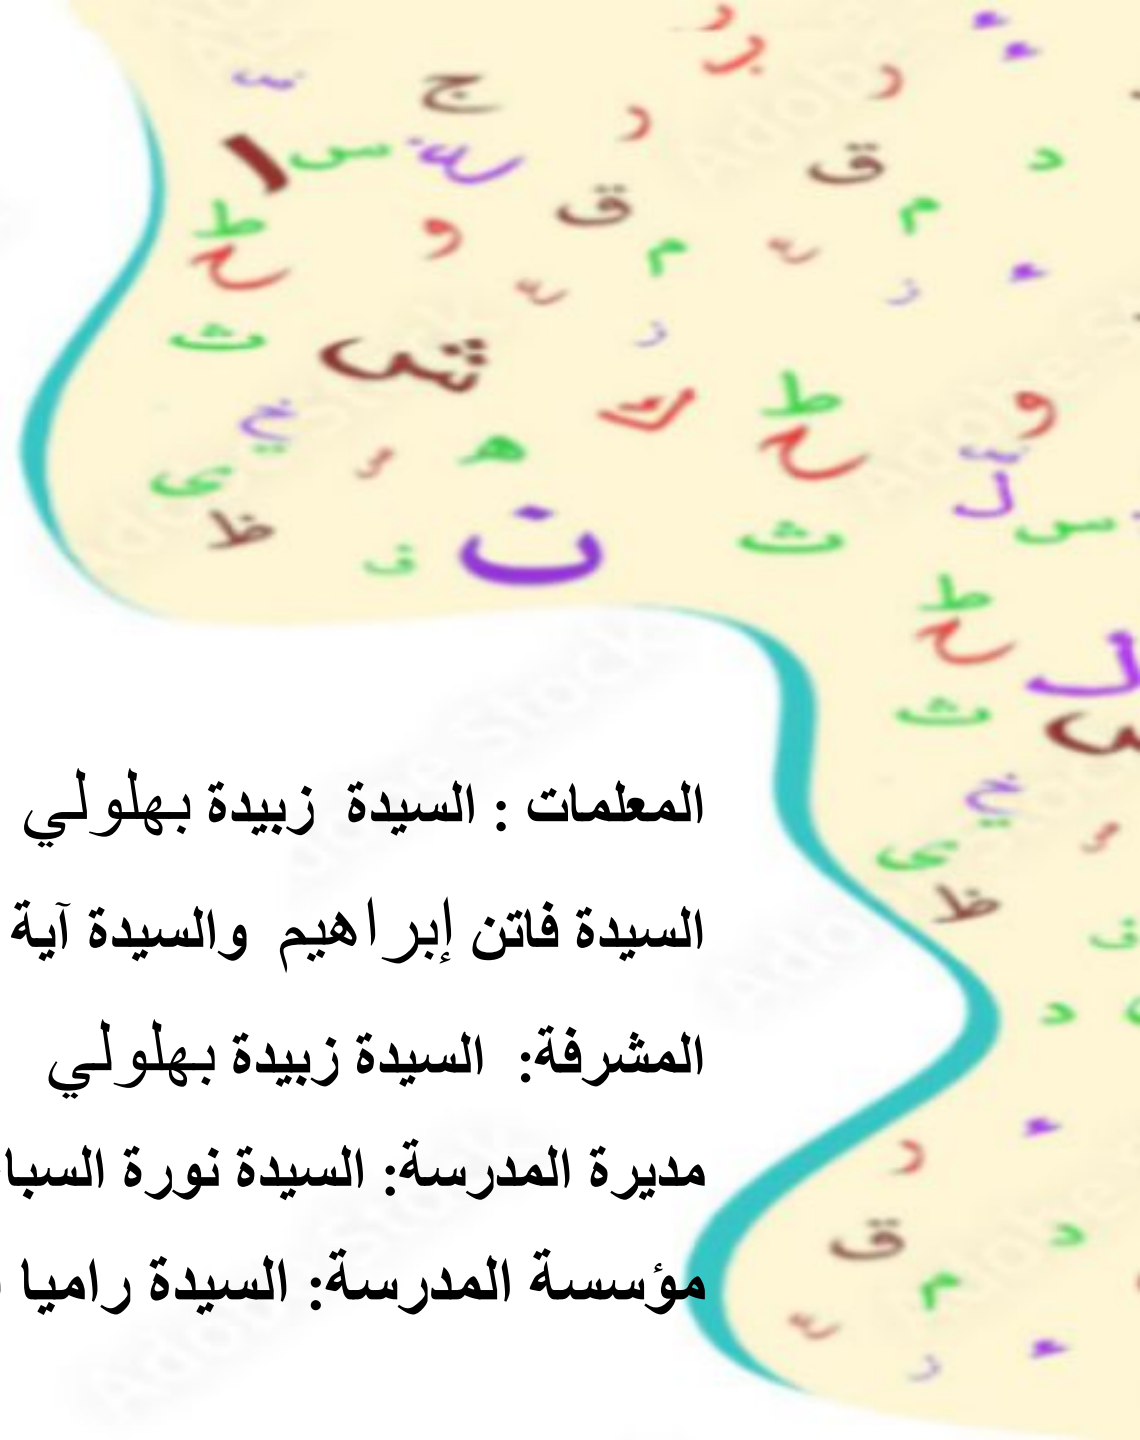 المعلمات : السيدة زبيدة بهلولي
السيدة فاتن إبراهيم والسيدة آية
المشرفة: السيدة زبيدة بهلولي
مديرة المدرسة: السيدة نورة
مؤسسة المدرسة: السيدة راميا